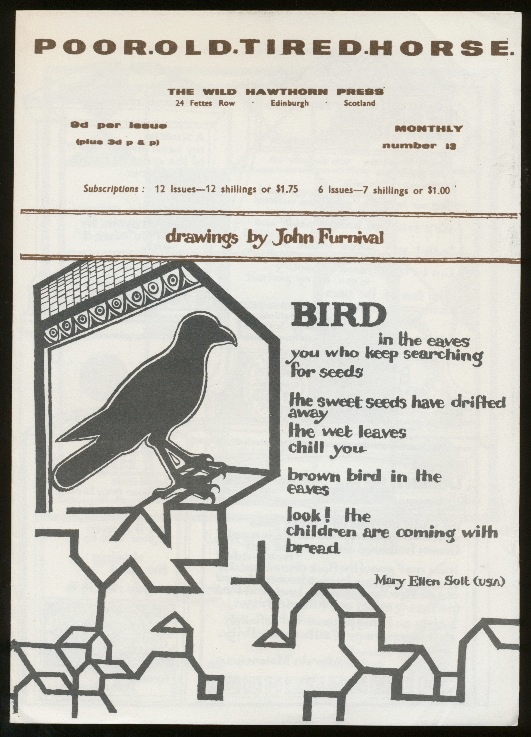 POOR.OLD.TIRED.HORSE.
THE WILD HAWTHORN PRESS
24 Fettes Row · Edinburgh · Scotland
9d per issue
(plus 3d p & p)
MONTHLY
number 13
Subscriptions : 12 Issues—12 shillings or $1.75 6 Issues—7 shillings or $1.00
drawings by John Furnival
BIRD
in the eaves
you who keep searching
for seeds
the sweet seeds have drifted
away
the wet leaves
chill you
brown bird in the
eaves
look! the
children are coming with
bread
Mary Ellen Solt (usa)